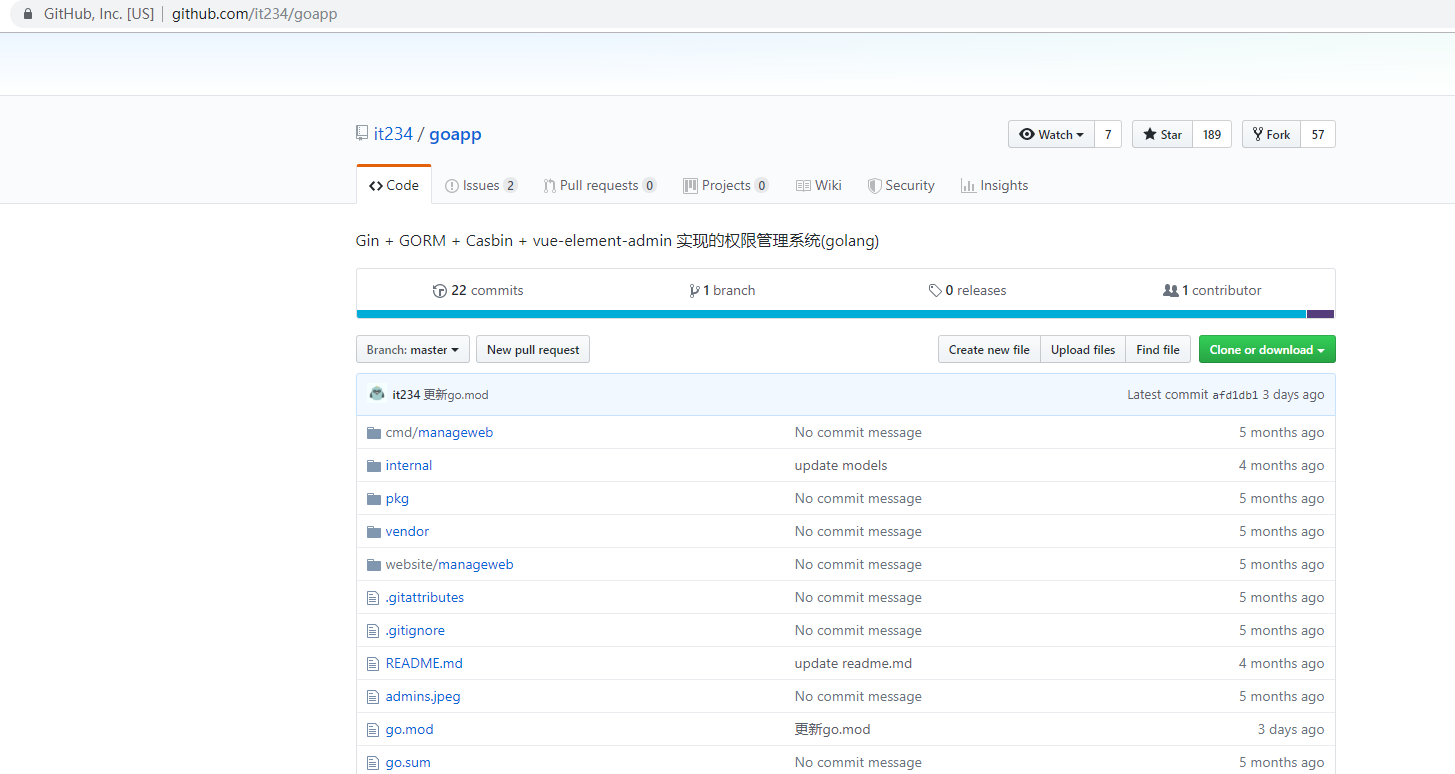 GitHub, Inc. [US] | github.com/it234/goapp
it234 / goapp
Watch 7 Star 189 Fork 57
Code Issues 2 Pull requests 0 Projects 0 Wiki Security Insights
Gin + GORM + Casbin + vue-element-admin 实现的权限管理系统(golang)
22 commits 1 branch 0 releases 1 contributor
Branch: master New pull request Create new file Upload files Find file Clone or download
it234 更新go.mod Latest commit afd1db1 3 days ago
cmd/manageweb No commit message 5 months ago
internal update models 4 months ago
pkg No commit message 5 months ago
vendor No commit message 5 months ago
website/manageweb No commit message 5 months ago
.gitattributes No commit message 5 months ago
.gitignore No commit message 5 months ago
README.md update readme.md 4 months ago
admins.jpeg No commit message 5 months ago
go.mod 更新go.mod 3 days ago
go.sum No commit message 5 months ago